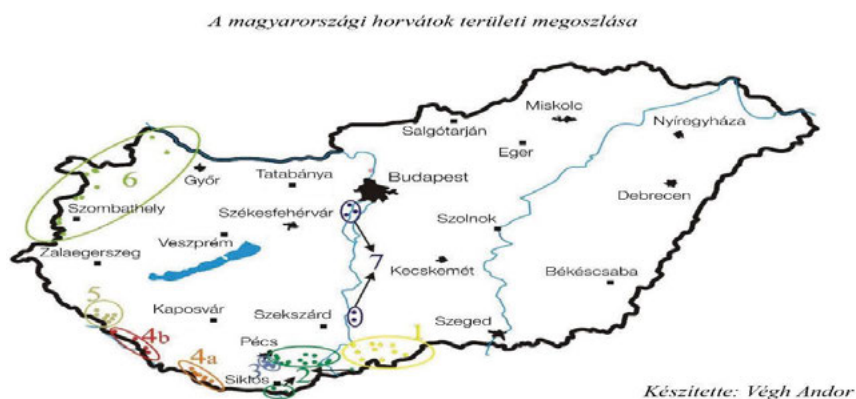 A magyarországi horvátok területi megoszlása
Miskolc
Salgótarján
Nyíregyháza
Eger
6
Győr
Tatabánya
Budapest
Debrecen
Szombathely
Székesfehérvár
Szolnok
Veszprém
Zalaegerszeg
7
Kecskemét
Békéscsaba
5
Kaposvár
Szekszárd
Szeged
4b
1
Pécs
4a
3
2
Siklós
Készítette: Végh Andor